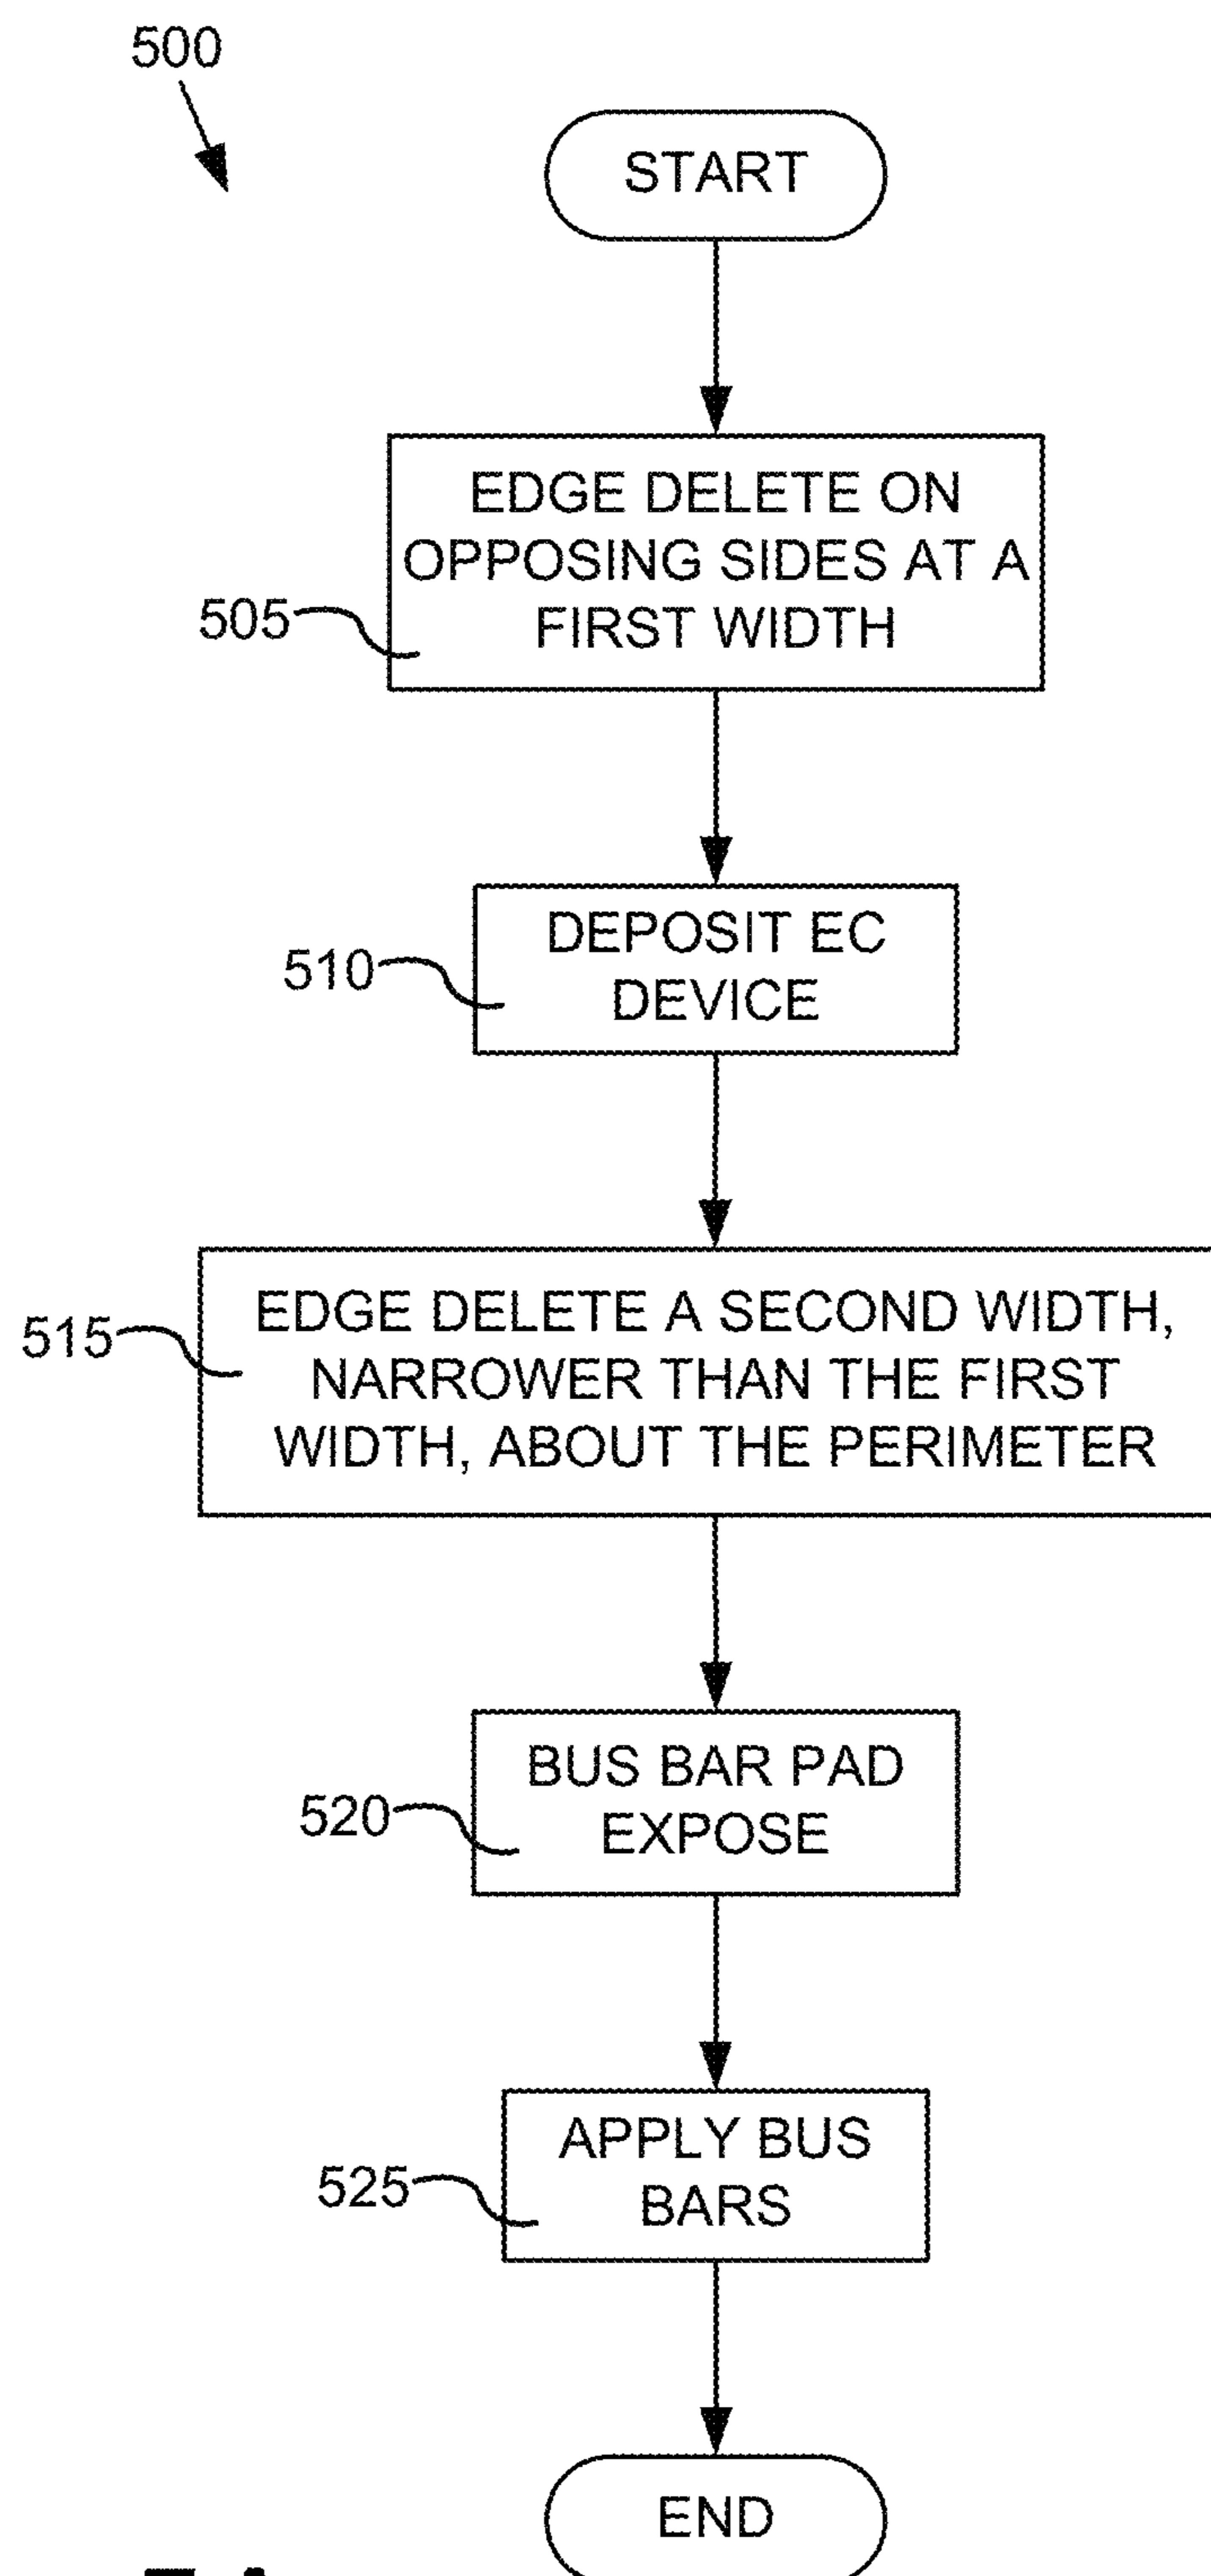 500
START
EDGE DELETE ON
OPPOSING SIDES AT A
FIRST WIDTH
505
DEPOSIT EC
DEVICE
510
EDGE DELETE A SECOND WIDTH,
NARROWER THAN THE FIRST
WIDTH, ABOUT THE PERIMETER
515
BUS BAR PAD
EXPOSE
520
APPLY BUS
BARS
525
END